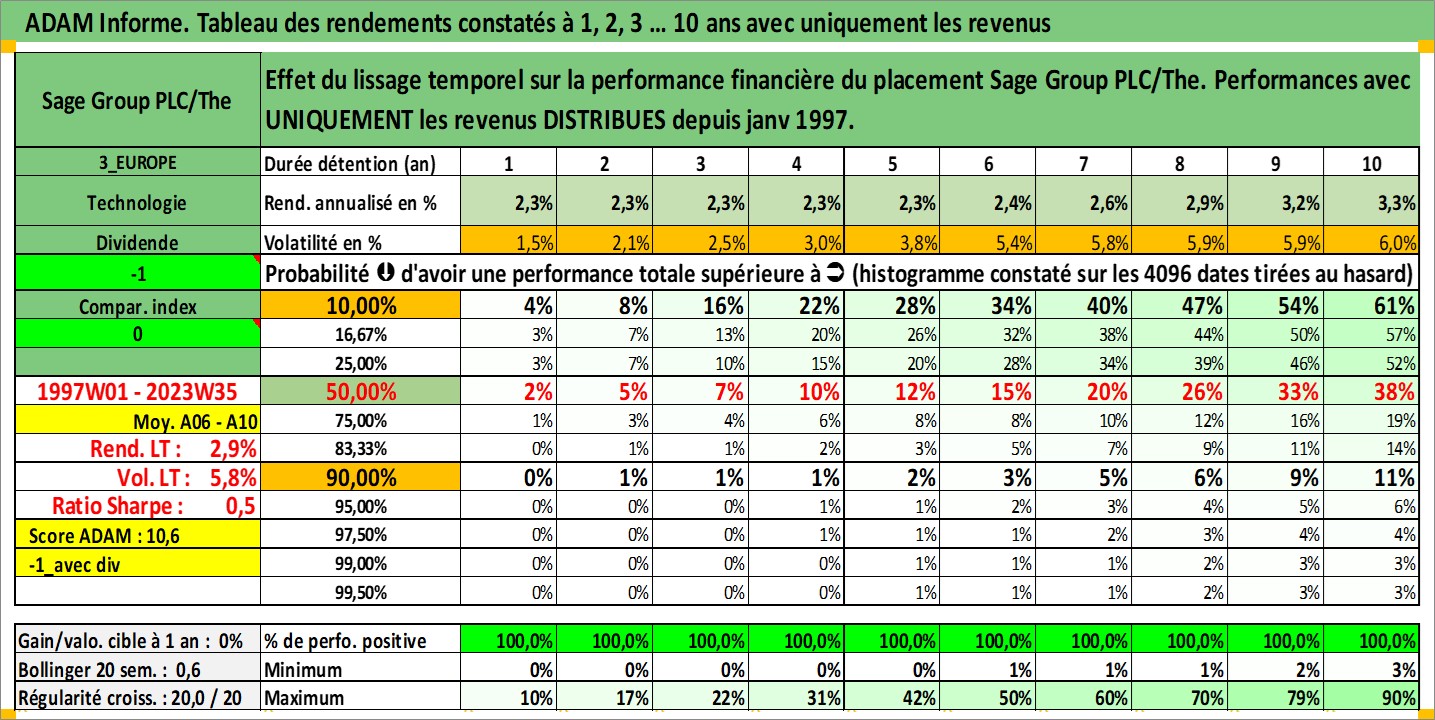 ADAM Informe. Tableau des rendements constatés à 1, 2, 3 ... 10 ans avec uniquement les revenus
Sage Group PLC/The
Effet du lissage temporel sur la performance financière du placement Sage Group PLC/The. Performances avec
UNIQUEMENT les revenus DISTRIBUES depuis janv 1997.
3_EUROPE Durée détention (an) 1 2 3 4 5 6 7 8 9 10
Technologie Rend. annualisé en % 2,3% 2,3% 2,3% 2,3% 2,3% 2,4% 2,6% 2,9% 3,2% 3,3%
Dividende Volatilité en % 1,5% 2,1% 2,5% 3,0% 3,8% 5,4% 5,8% 5,9% 5,9% 6,0%
-1 Probabilité d'avoir une performance totale supérieure à (histogramme constaté sur les 4096 dates tirées au hasard)
Compar. index 10,00% 4% 8% 16% 22% 28% 34% 40% 47% 54% 61%
0 16,67% 3% 7% 13% 20% 26% 32% 38% 44% 50% 57%
25,00% 3% 7% 10% 15% 20% 28% 34% 39% 46% 52%
1997W01 - 2023W35 50,00% 2% 5% 7% 10% 12% 15% 20% 26% 33% 38%
Moy. A06 - A10 75,00% 1% 3% 4% 6% 8% 8% 10% 12% 16% 19%
Rend. LT : 2,9% 83,33% 0% 1% 1% 2% 3% 5% 7% 9% 11% 14%
Vol. LT : 5,8% 90,00% 0% 1% 1% 1% 2% 3% 5% 6% 9% 11%
Ratio Sharpe : 0,5 95,00% 0% 0% 0% 1% 1% 2% 3% 4% 5% 6%
Score ADAM : 10,6 97,50% 0% 0% 0% 1% 1% 1% 2% 3% 4% 4%
-1_avec div 99,00% 0% 0% 0% 0% 1% 1% 1% 2% 3% 3%
99,50% 0% 0% 0% 0% 1% 1% 1% 2% 3% 3%
Gain/valo. cible à 1 an : 0% % de perfo. positive 100,0% 100,0% 100,0% 100,0% 100,0% 100,0% 100,0% 100,0% 100,0% 100,0%
Bollinger 20 sem. : 0,6 Minimum 0% 0% 0% 0% 0% 1% 1% 1% 2% 3%
Régularité croiss. : 20,0 / 20 Maximum 10% 17% 22% 31% 42% 50% 60% 70% 79% 90%